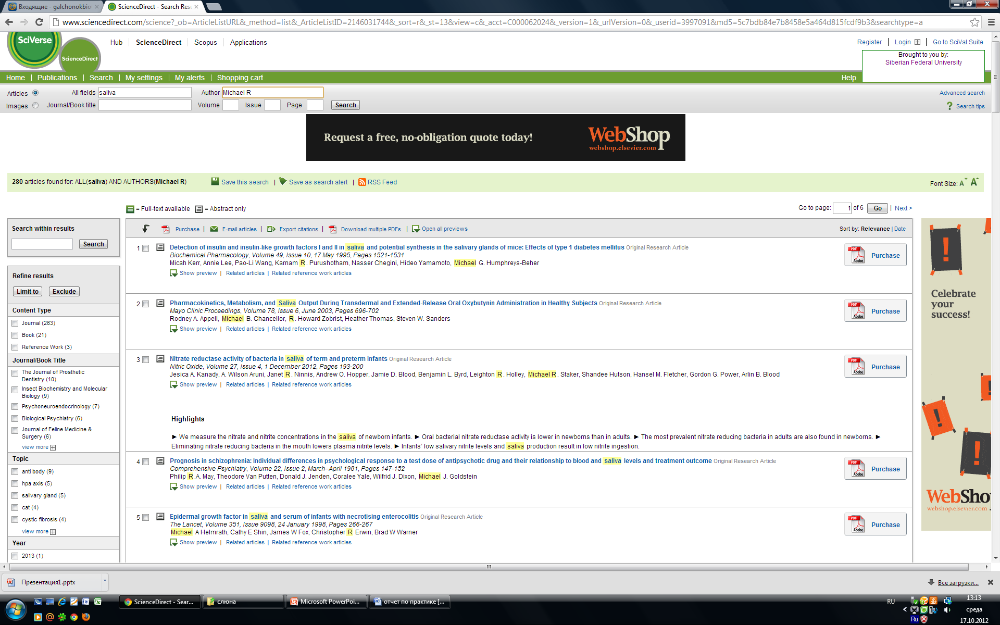 Входящие - galchonokbio
ScienceDirect - Search Res
www.sciencedirect.com/science?_ob=ArticleListURL&_method=list&_ArticleListID=2146031744&_sort=r&_st=13&view=c&_acct=C000062024&_version=1&_urlVersion=0&_userid=3997091&md5=5c7bdb84e7b8458e5a464d815fcdf9b3&searchtype=a
SciVerse
ScienceDirect
Hub ScienceDirect Scopus Applications
Register Login Go to SciVal Suite
Brought to you by:
Siberian Federal University
Home | Publications | Search | My settings | My alerts | Shopping cart
Help
Articles All fields saliva Author Michael R
Advanced search
Images Journal/Book title Volume Issue Page Search
? Search tips
Request a free, no-obligation quote today!
WebShop
webshop.elsevier.com
280 articles found for: ALL(saliva) AND AUTHORS(Michael R)
Save this search | Save as search alert | RSS Feed
Font Size: A A
= Full-text available = Abstract only
Go to page: 1 of 6 Go | Next >
Search within results
Search
Refine results
Limit to Exclude
Content Type
Journal (263)
Book (21)
Reference Work (3)
Journal/Book Title
The Journal of Prosthetic
Dentistry (10)
Insect Biochemistry and Molecular
Biology (9)
Psychoneuroendocrinology (7)
Biological Psychiatry (6)
Journal of Feline Medicine &
Surgery (6)
view more
Topic
anti body (9)
hpa axis (5)
salivary gland (5)
cat (4)
cystic fibrosis (4)
view more
Year
2013 (1)
Purchase | E-mail articles | Export citations | Download multiple PDFs | Open all previews
Sort by: Relevance | Date
1 Detection of insulin and insulin-like growth factors I and II in saliva and potential synthesis in the salivary glands of mice: Effects of type 1 diabetes mellitus Original Research Article
Biochemical Pharmacology, Volume 49, Issue 10, 17 May 1995, Pages 1521-1531
Micah Kerr, Annie Lee, Pao-Li Wang, Karnam R. Purushotham, Nasser Chegini, Hideo Yamamoto, Michael G. Humphreys-Beher
Show preview | Related articles | Related reference work articles
PDF Adobe Purchase
2 Pharmacokinetics, Metabolism, and Saliva Output During Transdermal and Extended-Release Oral Oxybutynin Administration in Healthy Subjects Original Research Article
Mayo Clinic Proceedings, Volume 78, Issue 6, June 2003, Pages 696-702
Rodney A. Appell, Michael B. Chancellor, R. Howard Zobrist, Heather Thomas, Steven W. Sanders
Show preview | Related articles | Related reference work articles
PDF Adobe Purchase
3 Nitrate reductase activity of bacteria in saliva of term and preterm infants Original Research Article
Nitric Oxide, Volume 27, Issue 4, 1 December 2012, Pages 193-200
Jesica A. Kanady, A. Wilson Aruni, Janet R. Ninnis, Andrew O. Hopper, Jamie D. Blood, Benjamin L. Byrd, Leighton R. Holley, Michael R. Staker, Shandee Hutson, Hansel M. Fletcher, Gordon G. Power, Arlin B. Blood
Show preview | Related articles | Related reference work articles
PDF Adobe Purchase
Highlights
► We measure the nitrate and nitrite concentrations in the saliva of newborn infants. ► Oral bacterial nitrate reductase activity is lower in newborns than in adults. ► The most prevalent nitrate reducing bacteria in adults are also found in newborns. ►
Eliminating nitrate reducing bacteria in the mouth lowers plasma nitrite levels. ► Infants' low salivary nitrite levels and saliva production result in low nitrite ingestion.
4 Prognosis in schizophrenia: Individual differences in psychological response to a test dose of antipsychotic drug and their relationship to blood and saliva levels and treatment outcome Original Research Article
Comprehensive Psychiatry, Volume 22, Issue 2, March–April 1981, Pages 147-152
Philip R.A. May, Theodore Van Putten, Donald J. Jenden, Coralee Yale, Wilfrid J. Dixon, Michael J. Goldstein
Show preview | Related articles | Related reference work articles
PDF Adobe Purchase
5 Epidermal growth factor in saliva and serum of infants with necrotising enterocolitis Original Research Article
The Lancet, Volume 351, Issue 9098, 24 January 1998, Pages 266-267
Michael A Helmrath, Cathy E Shin, James W Fox, Christopher R Erwin, Brad W Warner
Show preview | Related articles | Related reference work articles
PDF Adobe Purchase
Celebrate
your
success!
WebSho
webshop.elsevier.com
Презентация1.pptx
Все загрузки...
ScienceDirect - Sear...
слюна
Microsoft PowerPoi...
отчет по практике [...
RU
13:13
среда
Ru
17.10.2012